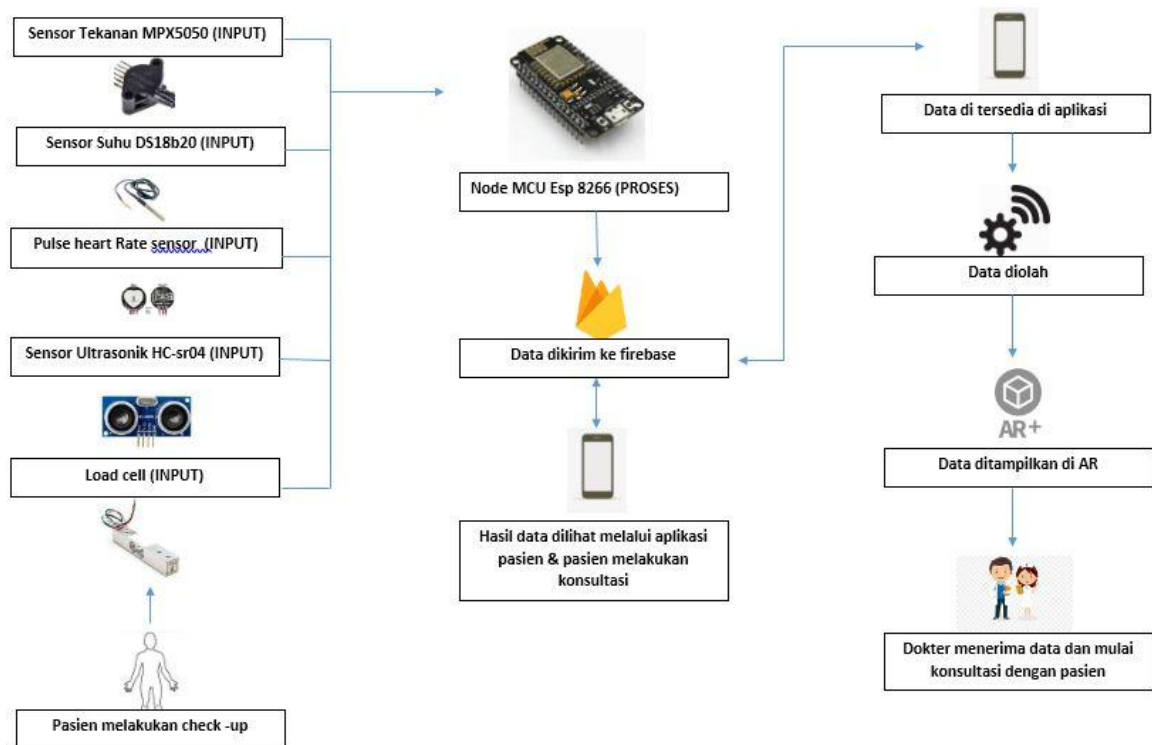 Sensor Tekanan MPX5050 (INPUT)
Sensor Suhu DS18b20 (INPUT)
Pulse heart Rate sensor (INPUT)
Sensor Ultrasonik HC-sr04 (INPUT)
Load cell (INPUT)
Pasien melakukan check -up
Node MCU Esp 8266 (PROSES)
Data dikirim ke firebase
Hasil data dilihat melalui aplikasi
pasien & pasien melakukan
konsultasi
Data di tersedia di aplikasi
Data diolah
AR+
Data ditampilkan di AR
Dokter menerima data dan mulai
konsultasi dengan pasien